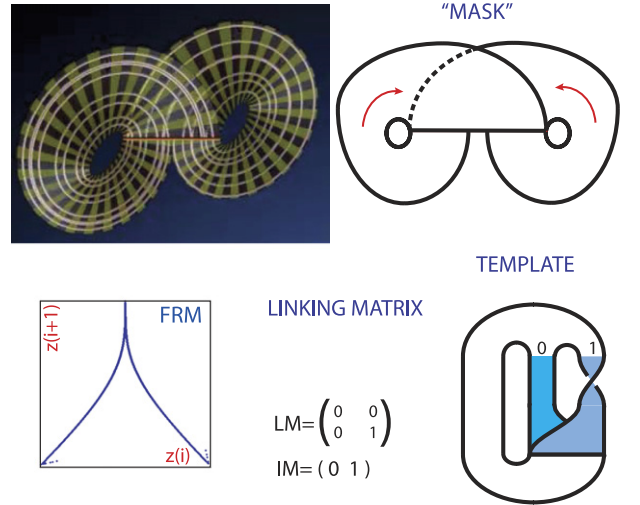 "MASK"
TEMPLATE
z(i+1)
FRM
z(i)
LINKING MATRIX
LM=(0 0
0 1)
IM= ( 0 1 )
0 1